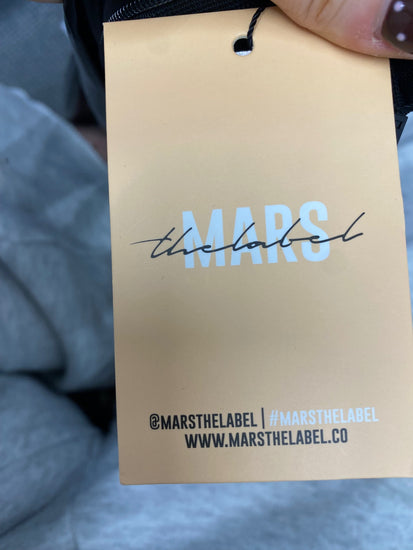 MARS
thelabel
@MARSTHELABEL | #MARSTHELABEL
WWW.MARSTHELABEL.CO